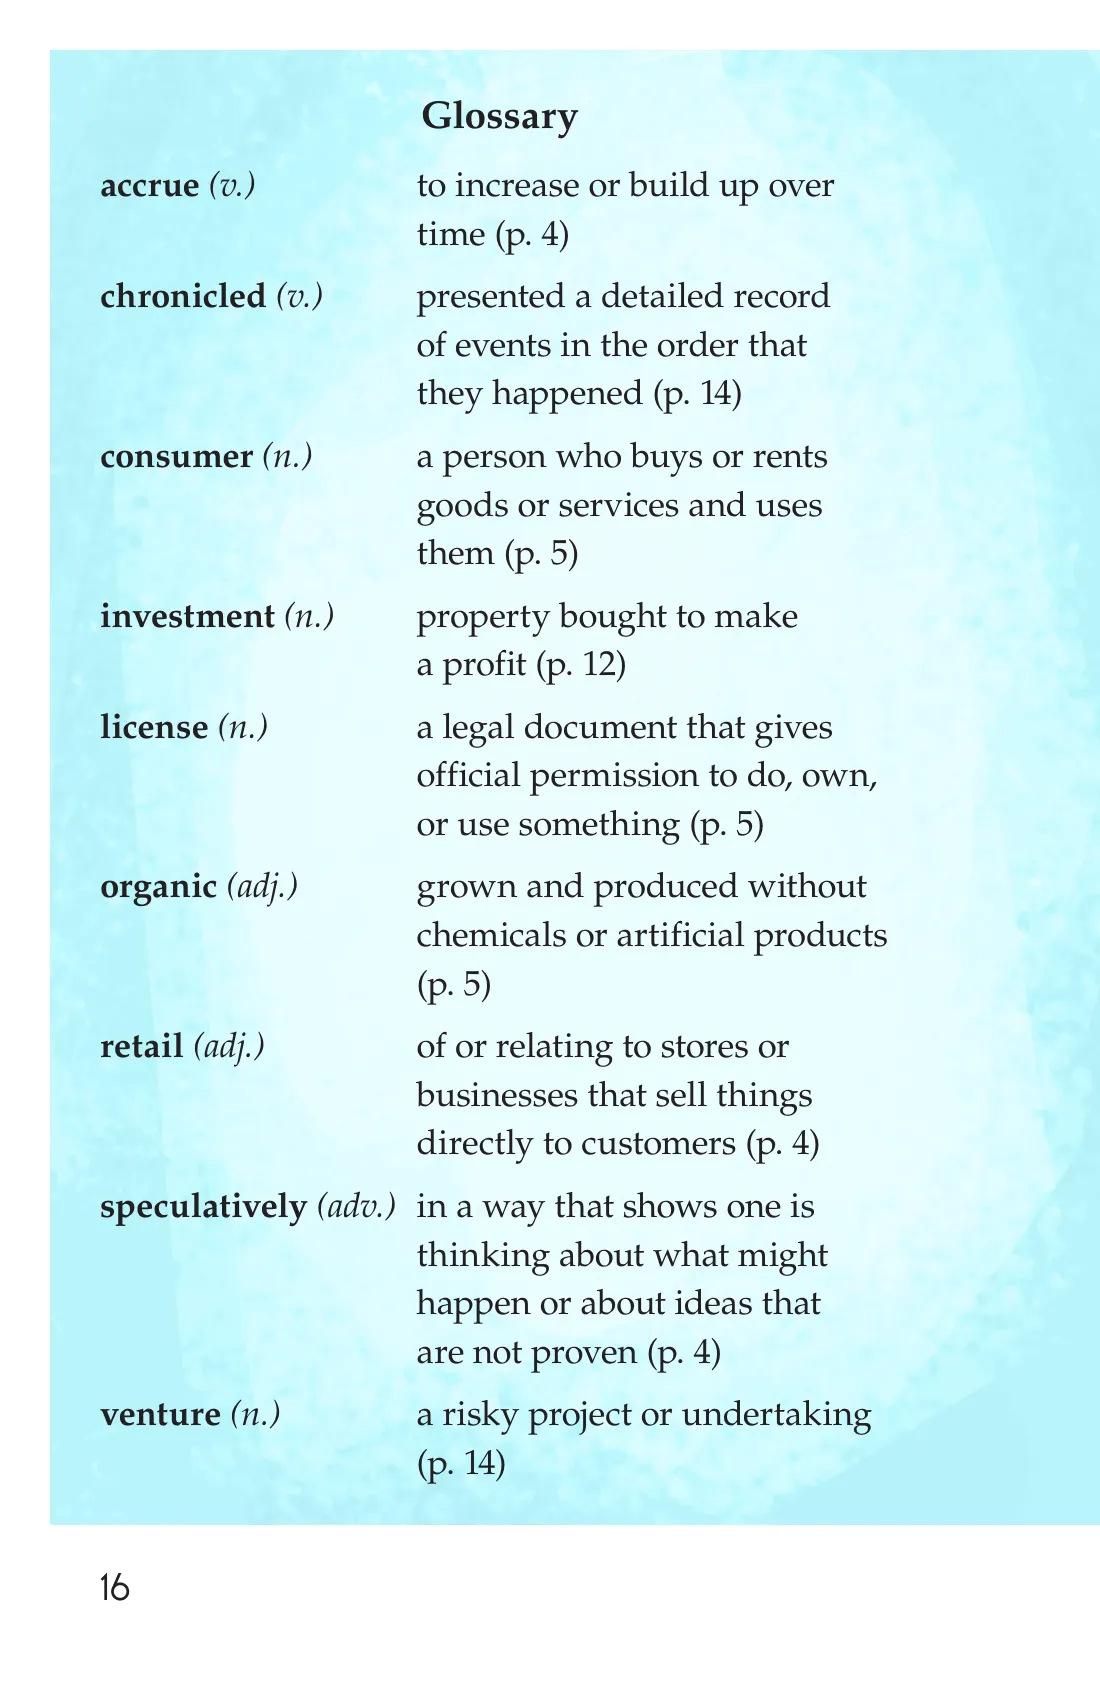 Glossary
accrue (v.) to increase or build up over
time (p. 4)
chronicled (v.) presented a detailed record
of events in the order that
they happened (p. 14)
consumer (n.) a person who buys or rents
goods or services and uses
them (p. 5)
investment (n.) property bought to make
a profit (p. 12)
license (n.) a legal document that gives
official permission to do, own,
or use something (p. 5)
organic (adj.) grown and produced without
chemicals or artificial products
(p. 5)
retail (adj.) of or relating to stores or
businesses that sell things
directly to customers (p. 4)
speculatively (adv.) in a way that shows one is
thinking about what might
happen or about ideas that
are not proven (p. 4)
venture (n.) a risky project or undertaking
(p. 14)
16